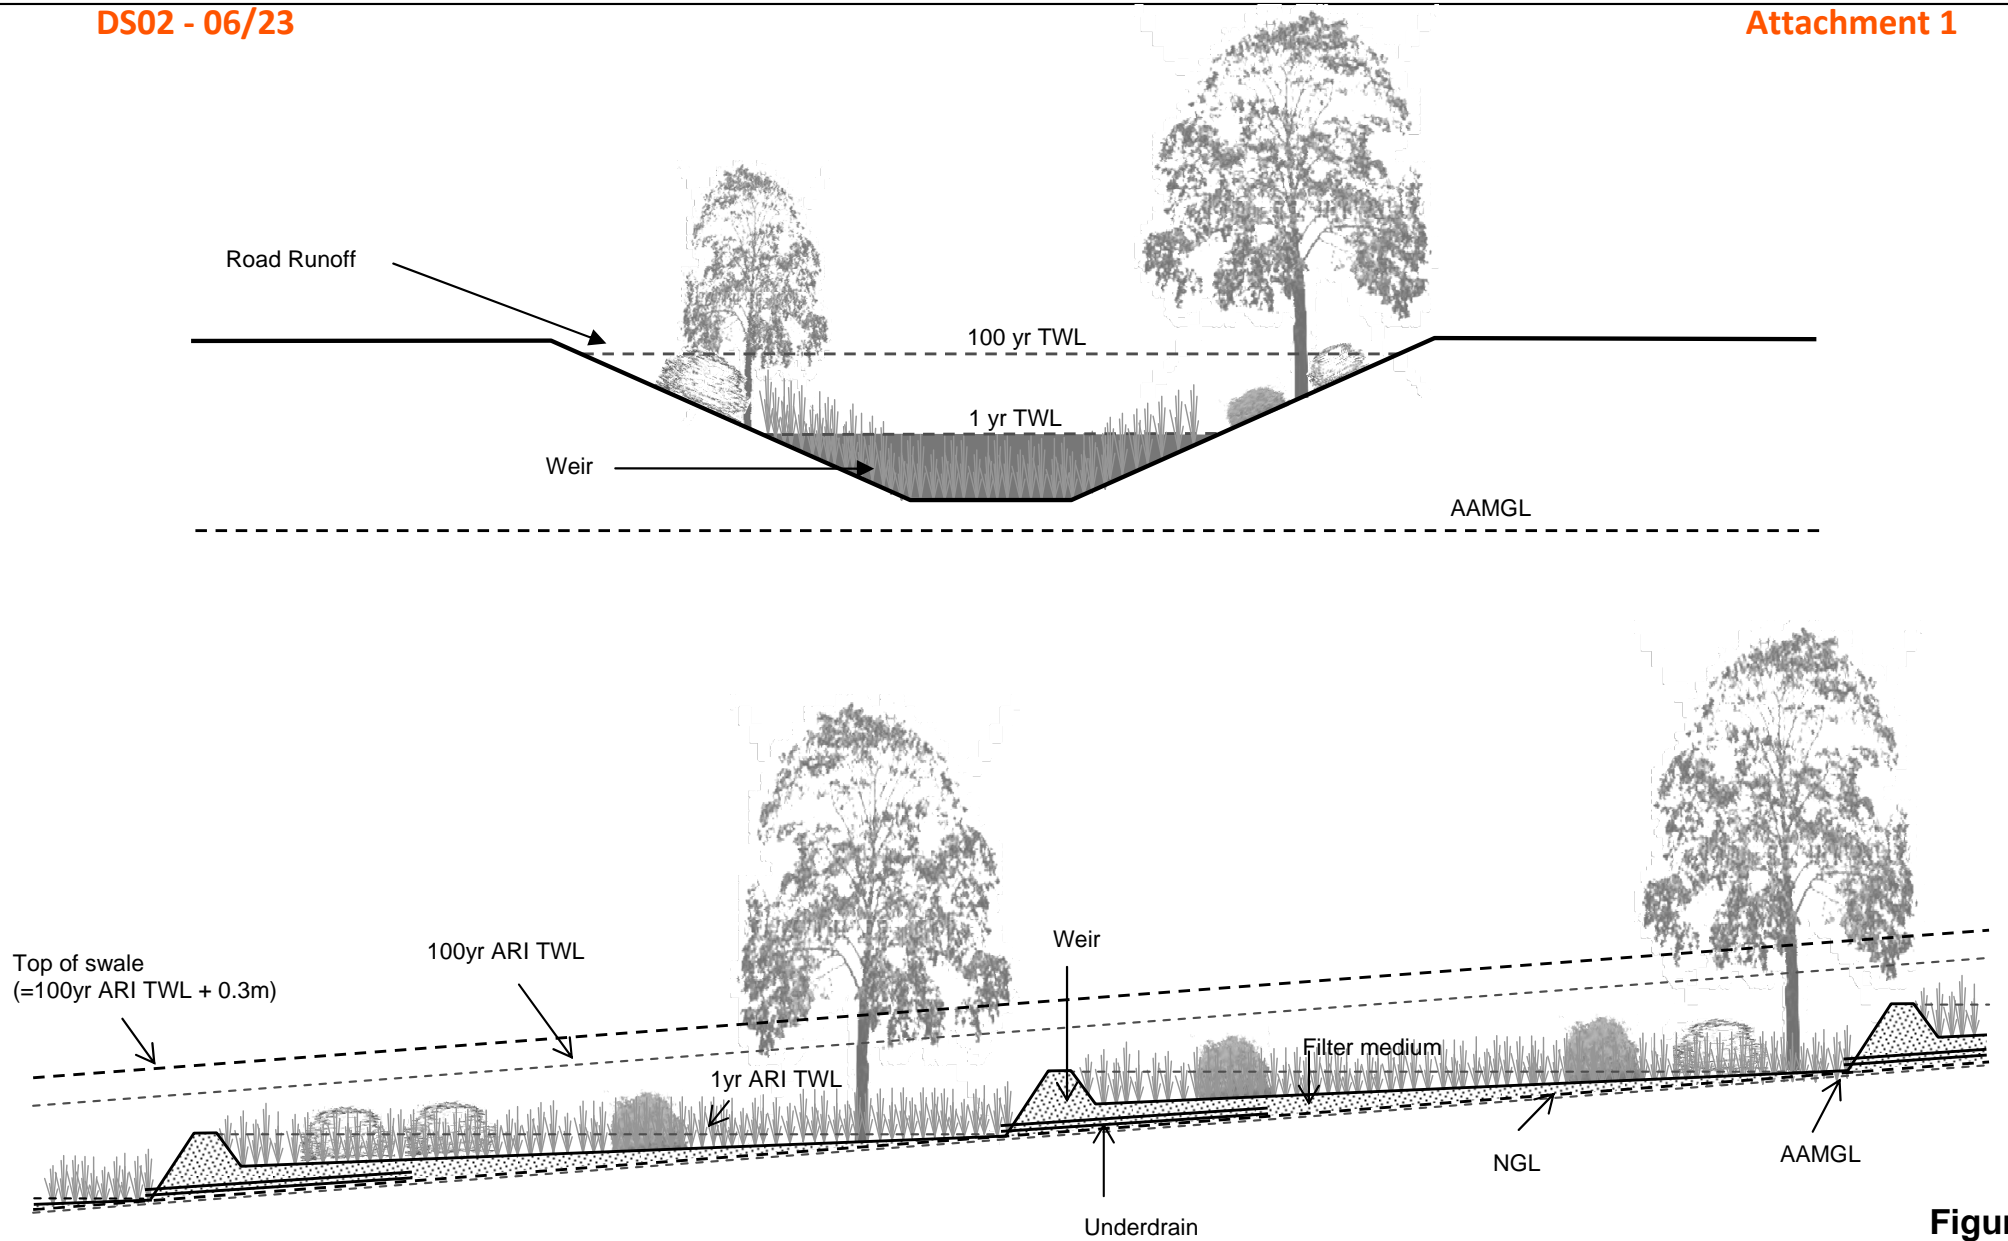 DS02 - 06/23
Attachment 1
Road Runoff
100 yr TWL
1 yr TWL
Weir
AAMGL
Top of swale
(=100yr ARI TWL + 0.3m)
100yr ARI TWL
Weir
Filter medium
1yr ARI TWL
NGL
AAMGL
Underdrain
Figur